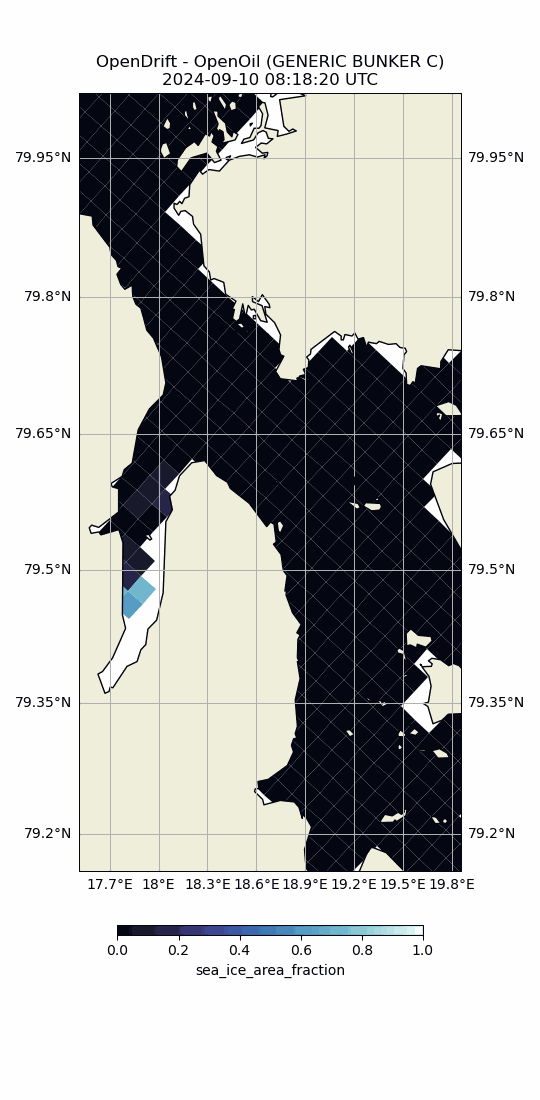 OpenDrift - OpenOil (GENERIC BUNKER C)
2024-09-10 08:18:20 UTC
79.95°N 79.95°N
79.8°N 79.8°N
79.65°N 79.65°N
79.5°N 79.5°N
79.35°N 79.35°N
79.2°N 79.2°N
17.7°E 18°E 18.3°E 18.6°E 18.9°E 19.2°E 19.5°E 19.8°E
0.0 0.2 0.4 0.6 0.8 1.0
sea_ice_area_fraction